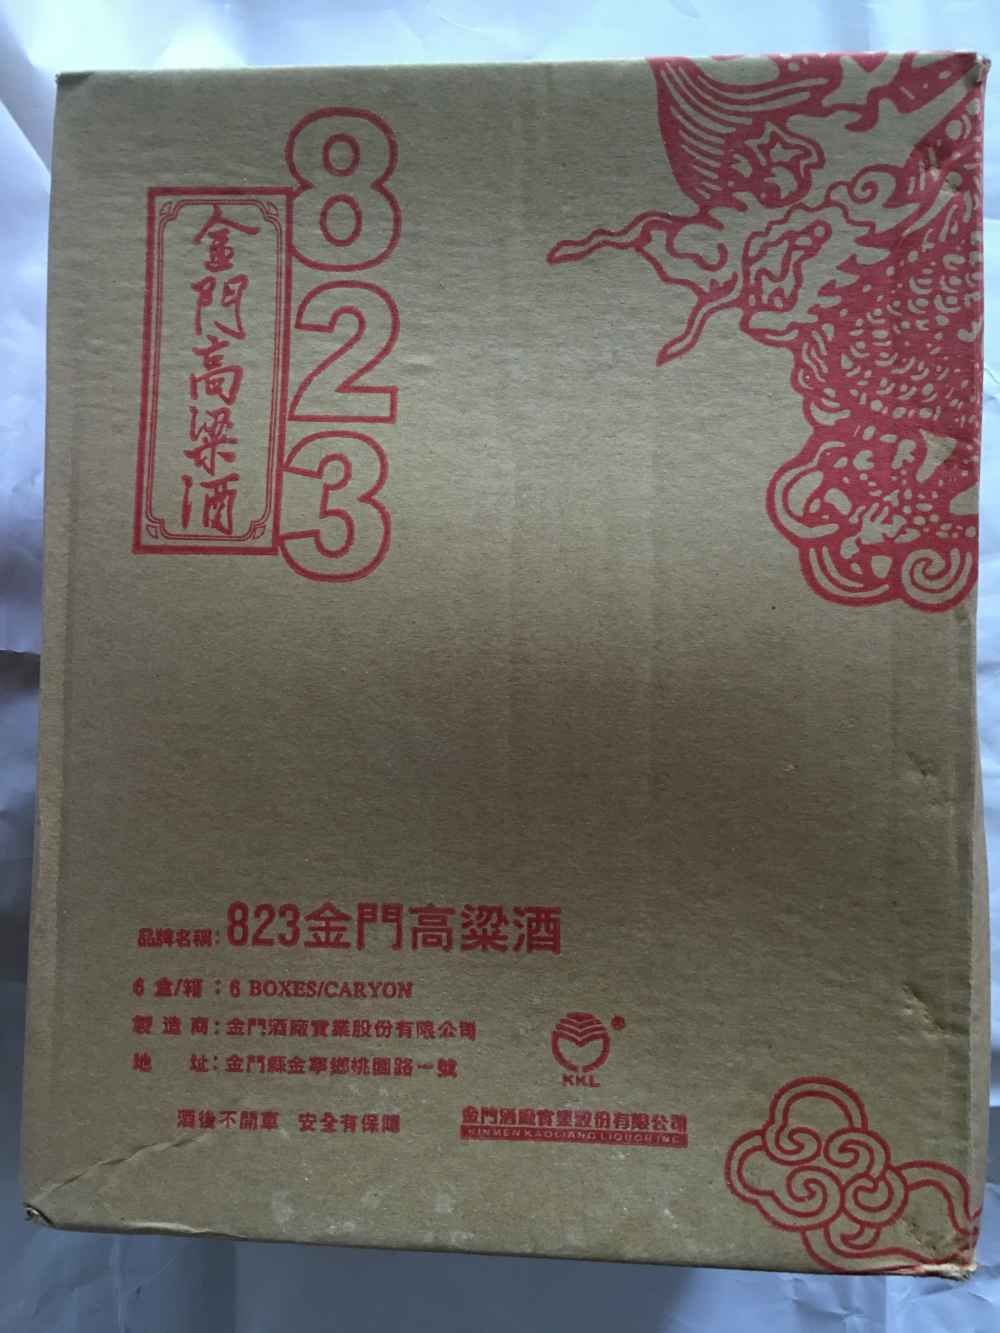 823
金門高粱酒
品牌名稱：823金門高粱酒
6 盒/箱：6 BOXES/CARYON
製造商：金門酒廠實業股份有限公司
地 址：金門縣金寧鄉桃園路一號
酒後不開車 安全有保障
®
KKL
金門酒廠實業股份有限公司
KINMEN KAOLIANG LIQUOR INC.